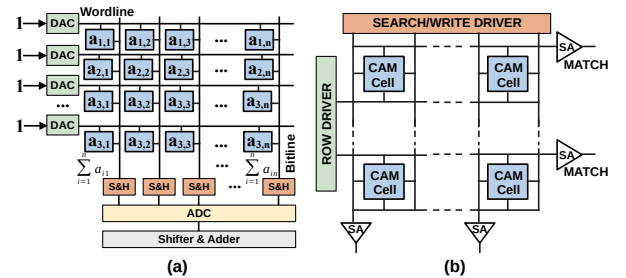 Wordline
1 DAC a1,1 a1,2 a1,3 ... a1,n
1 DAC a2,1 a2,2 a2,3 ... a2,n
1 DAC a3,1 a3,2 a3,3 ... a3,n
...
1 DAC a3,1 a3,2 a3,3 ... a3,n
...
Bitline
n ∑ i=1 ai1
n ∑ i=1 ain
S&H S&H S&H ... S&H
ADC
Shifter & Adder
(a)
SEARCH/WRITE DRIVER
SA
MATCH
CAM Cell
CAM Cell
ROW DRIVER
SA
MATCH
CAM Cell
CAM Cell
SA SA
(b)